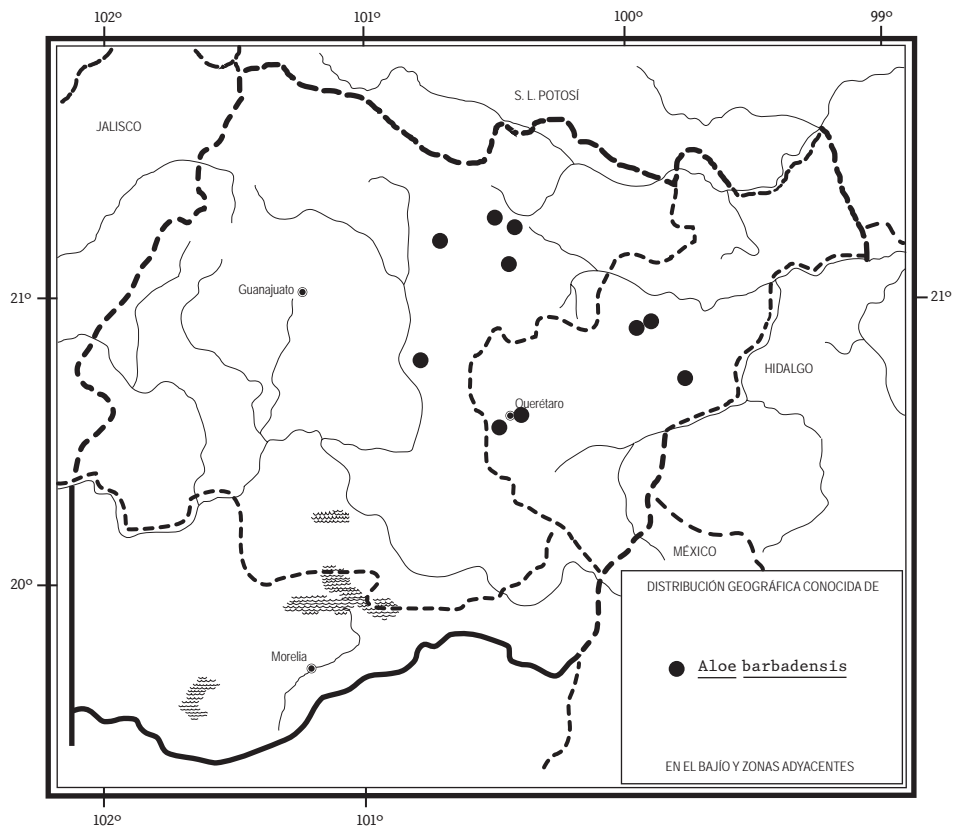 102º 101º 100º 99º
S. L. POTOSÍ
JALISCO
Guanajuato
21º 21º
HIDALGO
Querétaro
MÉXICO
20º
DISTRIBUCIÓN GEOGRÁFICA CONOCIDA DE
Morelia
Aloe barbadensis
EN EL BAJÍO Y ZONAS ADYACENTES
102º 101º